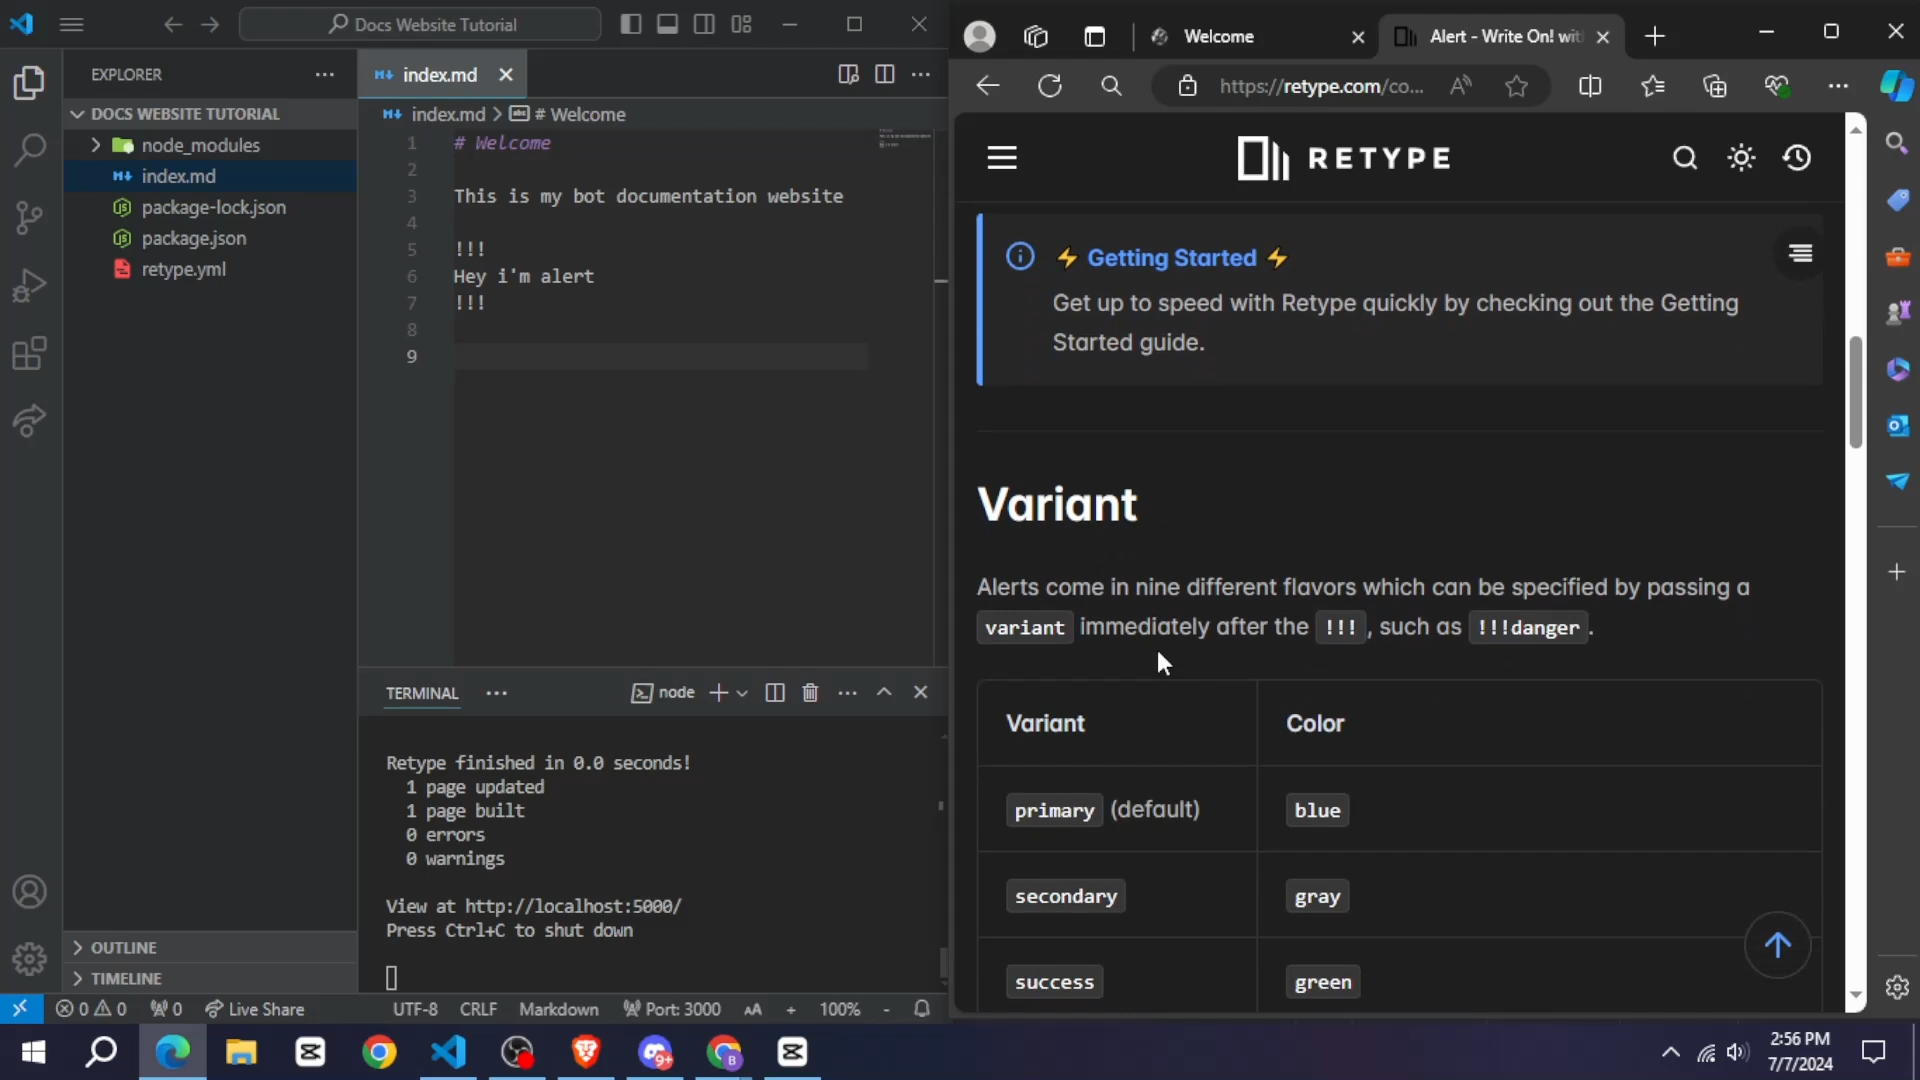 Docs Website Tutorial
EXPLORER
DOCS WEBSITE TUTORIAL
node_modules
index.md
package-lock.json
package.json
retype.yml
OUTLINE
TIMELINE
index.md
index.md > # Welcome
1 # Welcome
2
3 This is my bot documentation website
4
5 !!!
6 Hey i'm alert
7 !!!
8
9
TERMINAL
node
Retype finished in 0.0 seconds!
1 page updated
1 page built
0 errors
0 warnings
View at http://localhost:5000/
Press Ctrl+C to shut down
0 0 0 Live Share UTF-8 CRLF Markdown Port: 3000 AA + 100% -
Welcome
Alert - Write On! wit
https://retype.com/co...
RETYPE
⚡ Getting Started ⚡
Get up to speed with Retype quickly by checking out the Getting
Started guide.
Variant
Alerts come in nine different flavors which can be specified by passing a
variant immediately after the !!!, such as !!!danger.
Variant Color
primary (default) blue
secondary gray
success green
9+
B
2:56 PM
7/7/2024